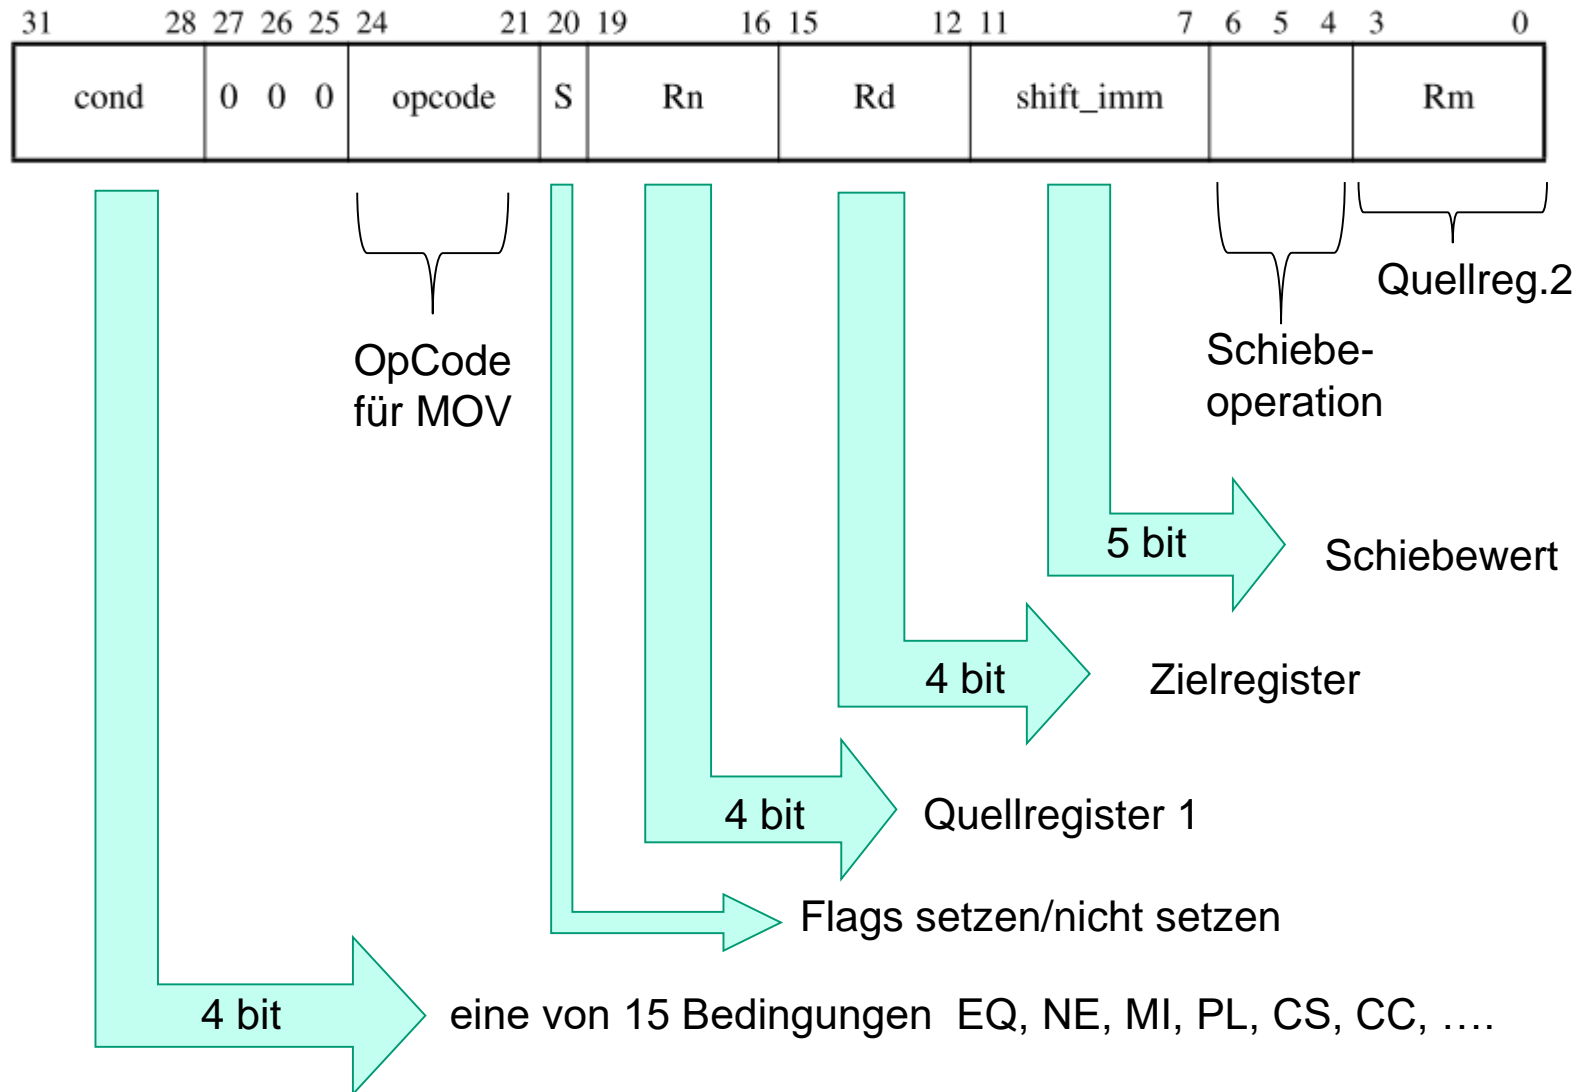 31 28 27 26 25 24 21 20 19 16 15 12 11 7 6 5 4 3 0
cond 0 0 0 opcode S Rn Rd shift_imm Rm
Quellreg.2
OpCode
für MOV
Schiebe-
operation
5 bit Schiebewert
4 bit Zielregister
4 bit Quellregister 1
Flags setzen/nicht setzen
4 bit eine von 15 Bedingungen EQ, NE, MI, PL, CS, CC, ….